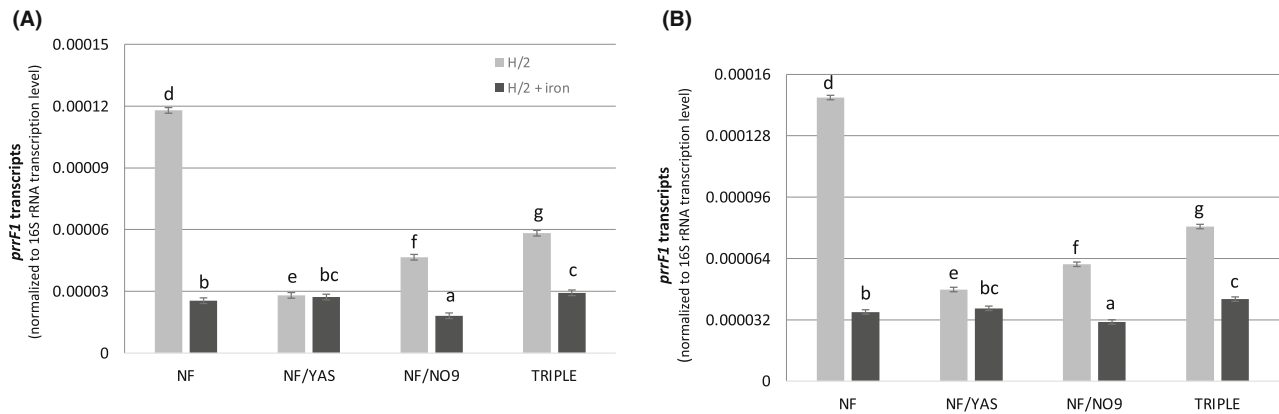 (A)
prrF1 transcripts
(normalized to 16S rRNA transcription level)
0.00015
0.00012
0.00009
0.00006
0.00003
0
H/2
H/2 + iron
d
b
e
bc
f
a
g
c
NF
NF/YAS
NF/NO9
TRIPLE
(B)
prrF1 transcripts
(normalized to 16S rRNA transcription level)
0.00016
0.000128
0.000096
0.000064
0.000032
0
d
b
e
bc
f
a
g
c
NF
NF/YAS
NF/NO9
TRIPLE